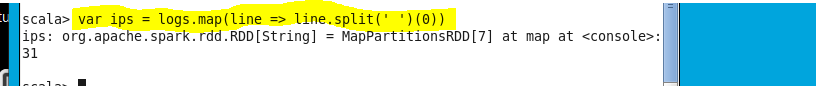 scala> var ips = logs.map(line => line.split(' ')(0))
ips: org.apache.spark.rdd.RDD[String] = MapPartitionsRDD[7] at map at <console>:
31
scala>